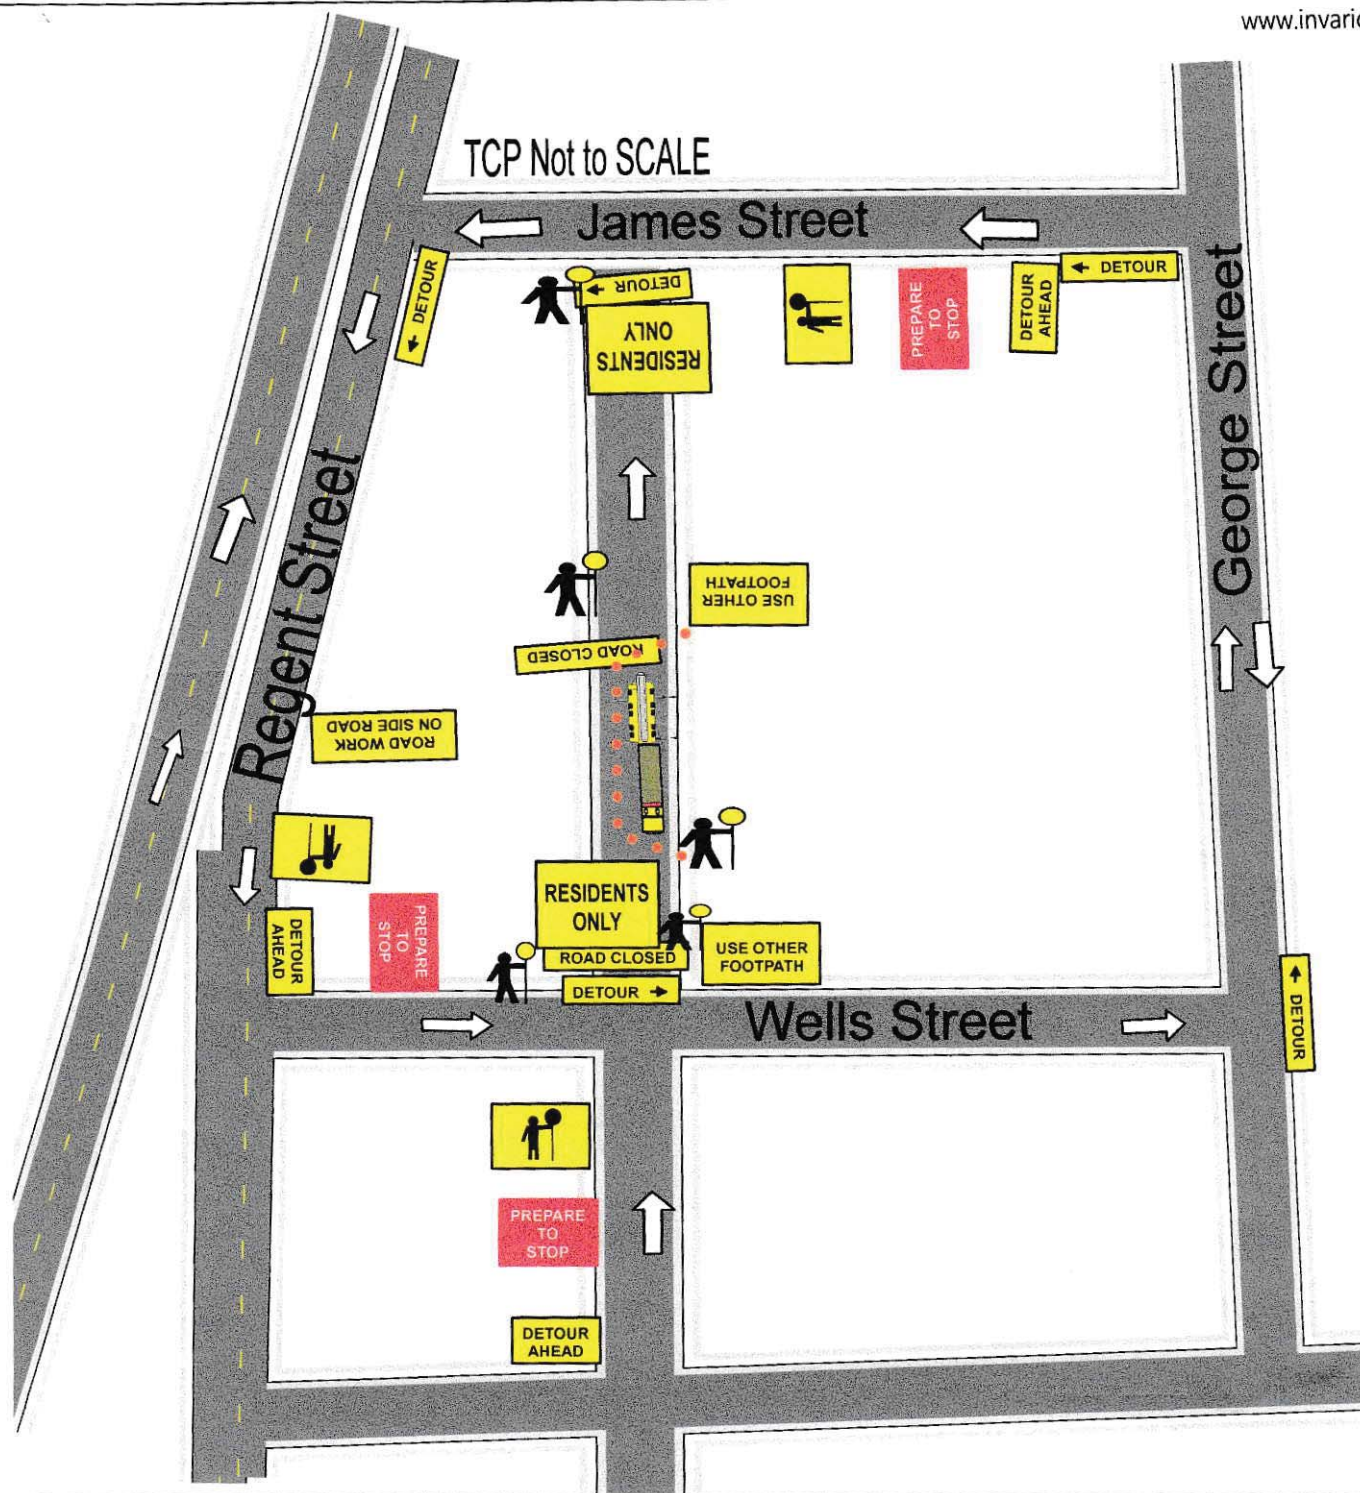 www.invario
TCP Not to SCALE
James Street
DETOUR
DETOUR
DETOUR
RESIDENTS
ONLY
PREPARE
TO
STOP
DETOUR
AHEAD
George Street
Regent Street
USE OTHER
FOOTPATH
ROAD CLOSED
ROAD WORK
ON SIDE ROAD
RESIDENTS
ONLY
DETOUR
AHEAD
PREPARE
TO
STOP
ROAD CLOSED
USE OTHER
FOOTPATH
DETOUR
DETOUR
Wells Street
PREPARE
TO
STOP
DETOUR
AHEAD